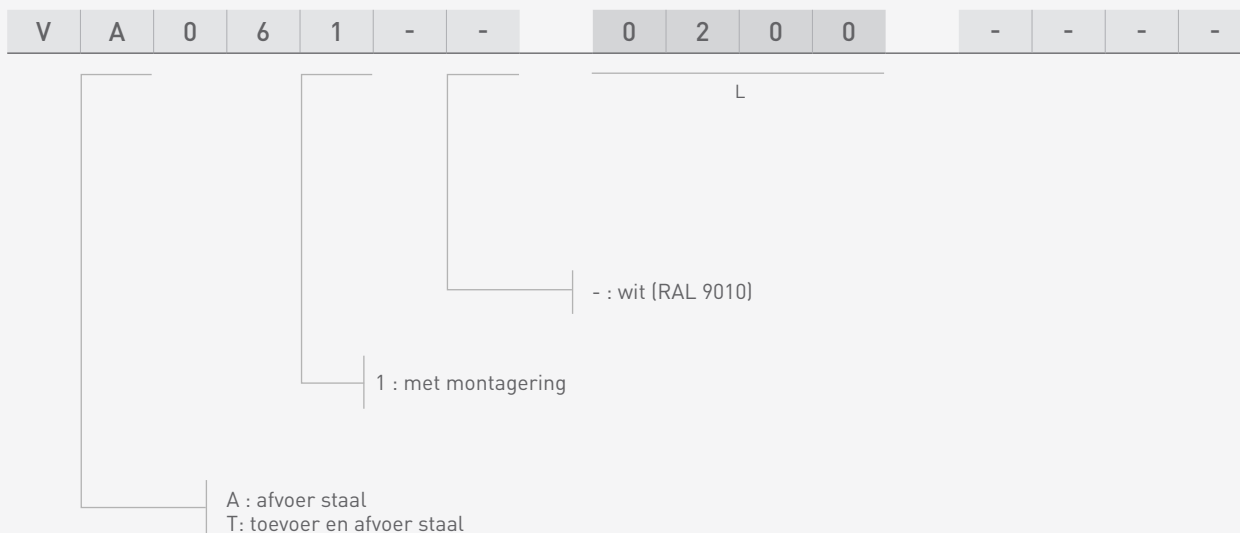 V A 0 6 1 - - 0 2 0 0 - - - -
L
- : wit (RAL 9010)
1 : met montagering
A : afvoer staal
T: toevoer en afvoer staal